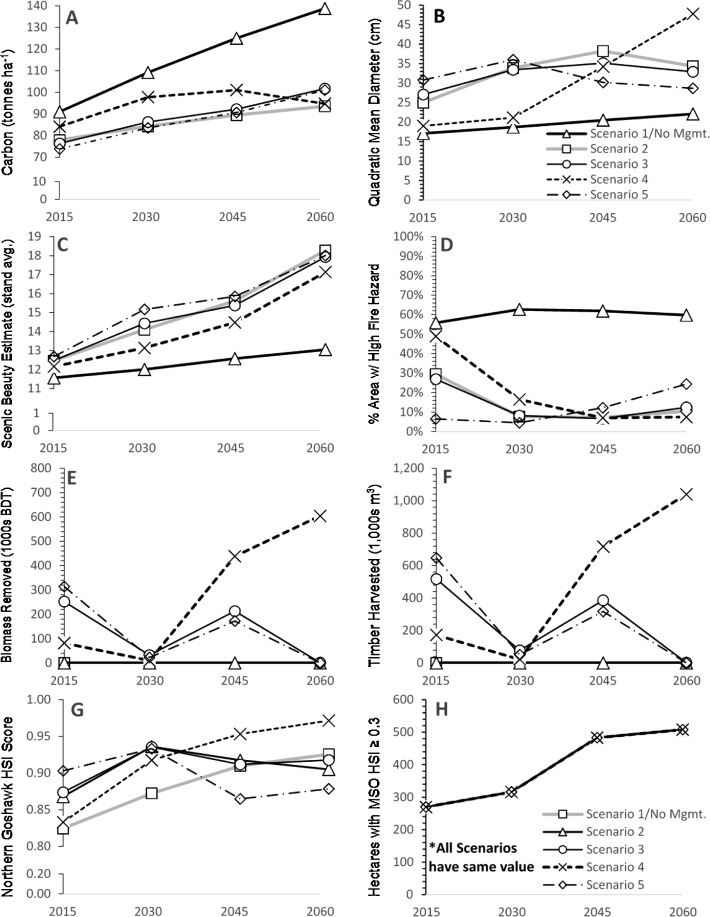 A
Carbon (tonnes ha-1)
140
130
120
110
100
90
80
70
10
0
2015 2030 2045 2060
B
Quadratic Mean Diameter (cm)
50
45
40
35
30
25
20
15
10
5
0
Scenario 1/No Mgmt.
Scenario 2
Scenario 3
Scenario 4
Scenario 5
2015 2030 2045 2060
C
Scenic Beauty Estimate (stand avg.)
19
18
17
16
15
14
13
12
11
1
0
2015 2030 2045 2060
D
% Area w/ High Fire Hazard
100%
90%
80%
70%
60%
50%
40%
30%
20%
10%
0%
2015 2030 2045 2060
E
Biomass Removed (1000s BDT)
800
700
600
500
400
300
200
100
0
2015 2030 2045 2060
F
Timber Harvested (1,000s m3)
1,200
1,000
800
600
400
200
0
2015 2030 2045 2060
G
Northern Goshawk HSI Score
1.00
0.95
0.90
0.85
0.80
0.20
0.00
2015 2030 2045 2060
H
Hectares with MSO HSI ≥ 0.3
600
500
400
300
200
100
0
*All Scenarios
have same value
Scenario 1/No Mgmt.
Scenario 2
Scenario 3
Scenario 4
Scenario 5
2015 2030 2045 2060